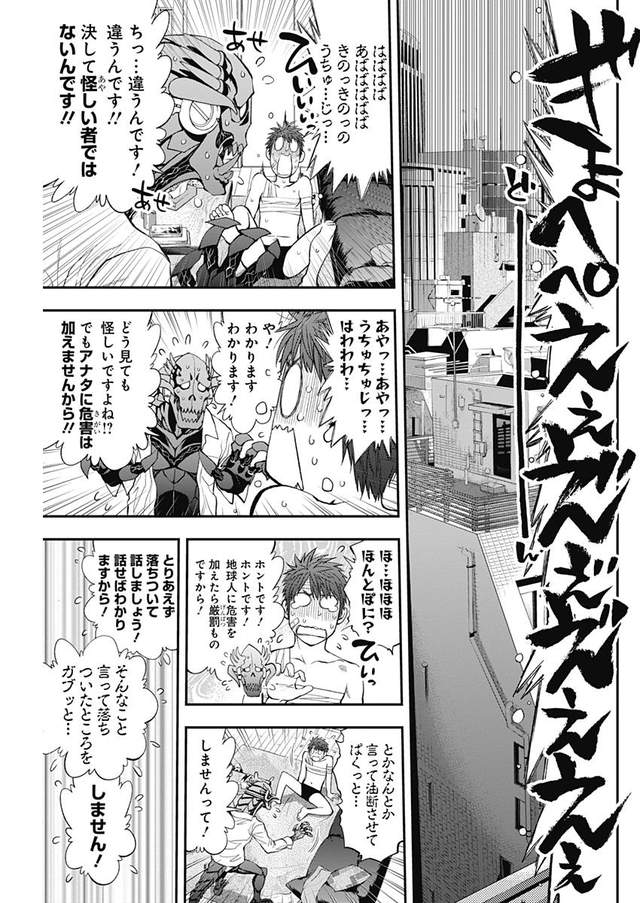 ぎょへぺえぇぇんだどえええぇ
はばばばば
あばばばばば
きのっきのっの
うちゅ…じっ…
ひいぃぃっ
あせっ
ちっ…違うんです！
違うんです！！
決して怪しい者では
ないんです！！
あせ
あやっ…あやっ…
うちゅちゅじっ…
はわわわ…
や！
わかります
わかります！
どう見ても
怪しいですよね！？
でもアナタに危害は
加えませんから！！
ほ…ほほほ
ほんとぼに？
ひいっ
ホントです！
ホントです！
地球人に危害を
加えたら厳罰もの
ですから！
とりあえず
落ちついて
話しましょう！
話せばわかり
ますから！
とかなんとか
言って油断させて
ぱくっと…
しませんって！
そんなこと
言って落ち
ついたところを
ガブッと…
しません！